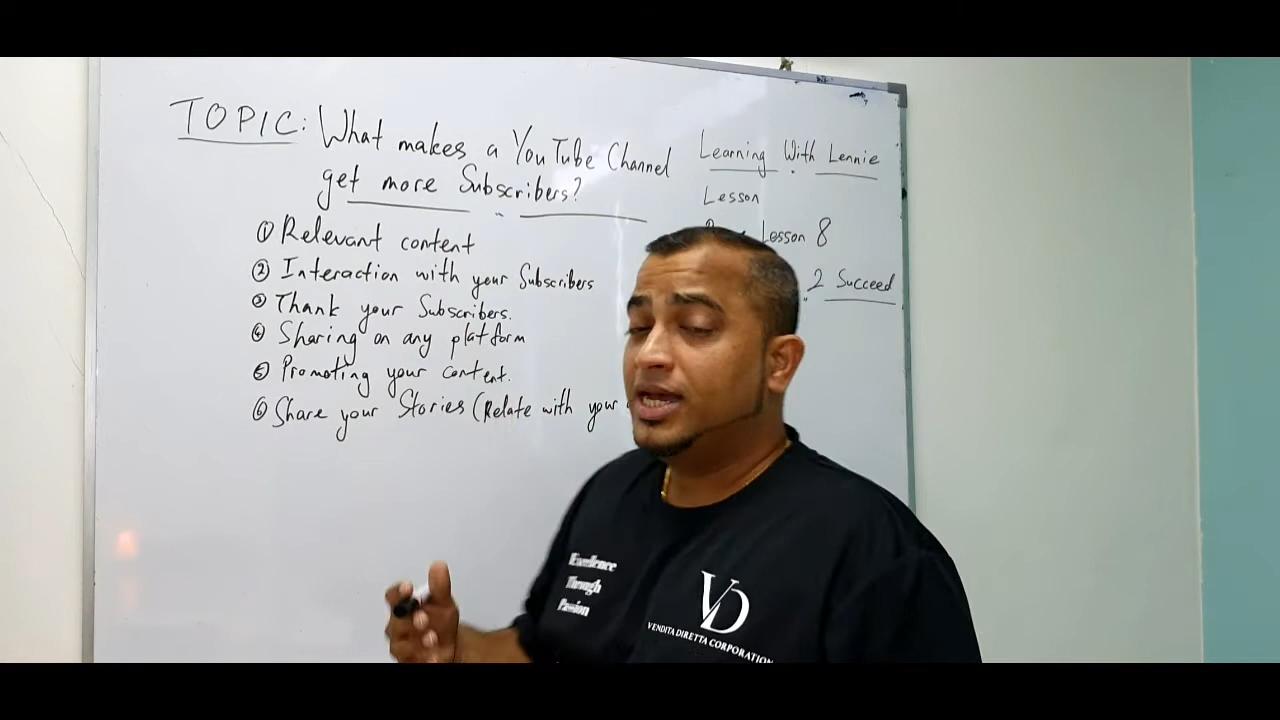 TOPIC: What makes a YouTube Channel
get more Subscribers?
① Relevant content
② Interaction with your Subscribers
③ Thank your Subscribers.
④ Sharing on any platform
⑤ Promoting your content.
⑥ Share your Stories (Relate with your
Learning With Lennie
Lesson
Lesson 8
2 Succeed
Excellence
Through
Passion
VD
VENDITA DIRETTA CORPORATION